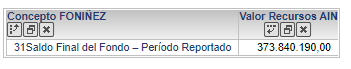 Concepto FONIÑEZ Valor Recursos AIN
31Saldo Final del Fondo – Período Reportado 373.840.190,00